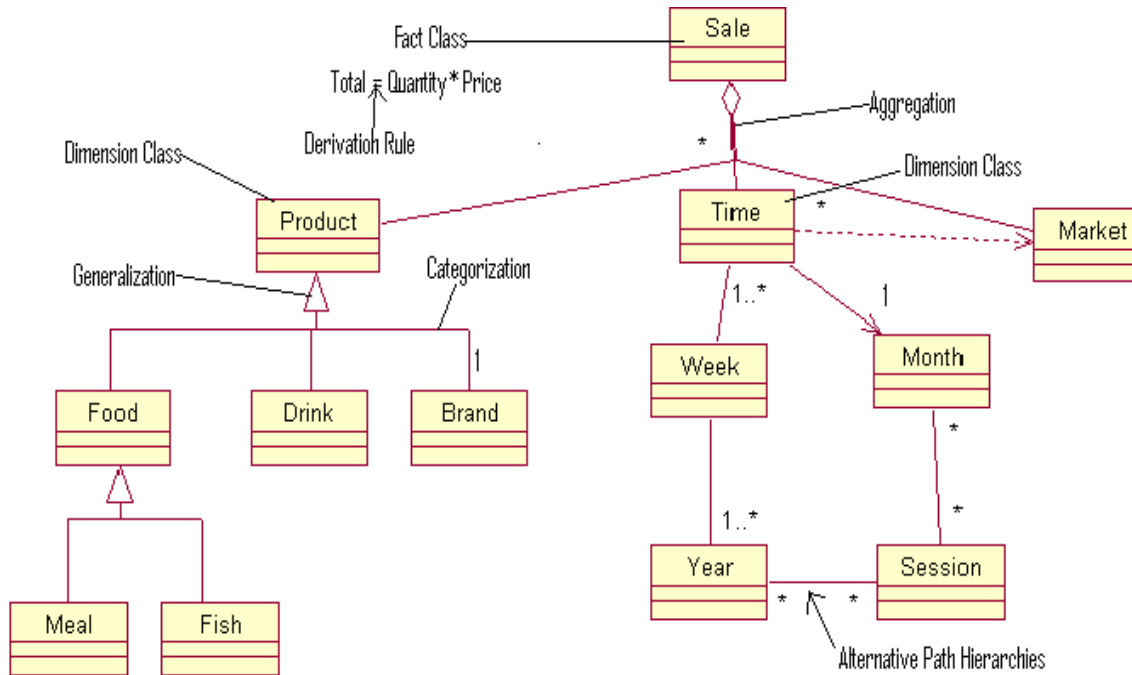 Sale
Fact Class
Total = Quantity * Price
Aggregation
Derivation Rule
*
Dimension Class
Dimension Class
Product
Time
*
Market
Generalization
Categorization
1..*
1
Week
Month
1
Food
Drink
Brand
*
*
1..*
Year
Session
*
*
Meal
Fish
Alternative Path Hierarchies